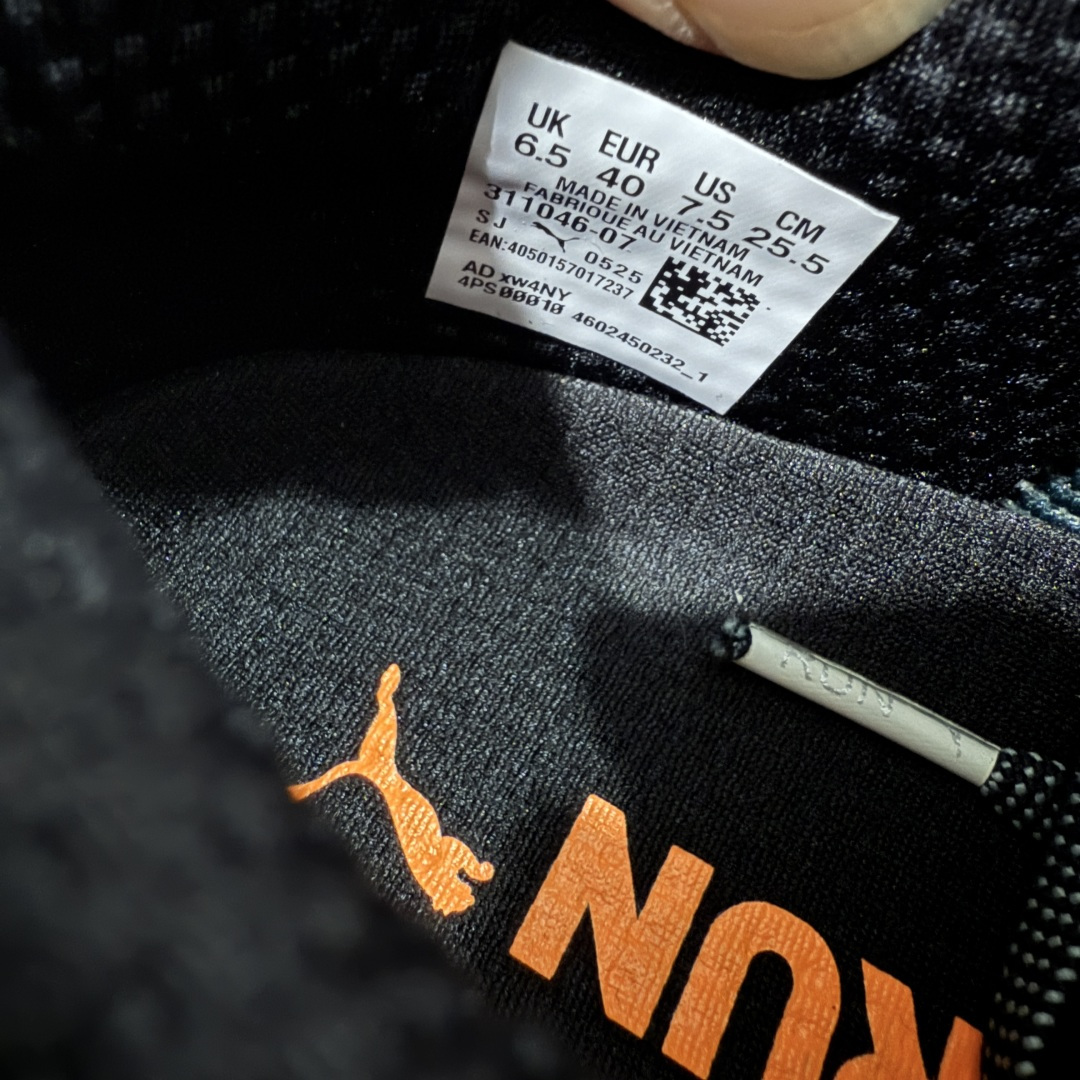 UK EUR US CM
6.5 40 7.5 25.5
MADE IN VIETNAM
FABRIQUE AU VIETNAM
311046-07
SJ 0525
EAN:4050157017237
AD xw4NY
4PS00010 4602450232_1
RUN
RUN